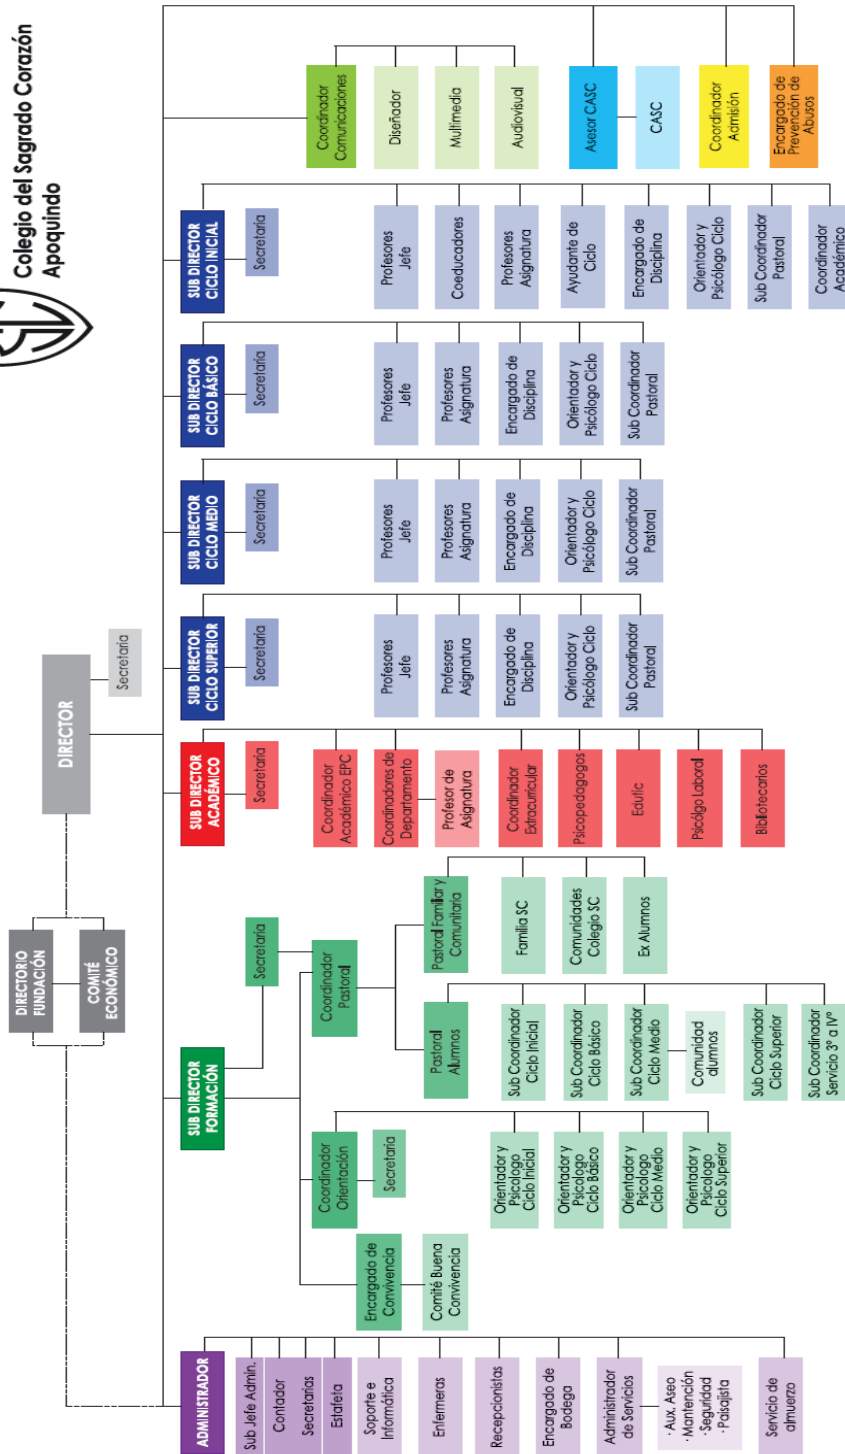 Colegio del Sagrado Corazón
Apoquindo
DIRECTORIO
FUNDACIÓN
COMITÉ
ECONÓMICO
DIRECTOR
Secretaria
ADMINISTRADOR
Sub Jefe Admin.
Contador
Secretarias
Estafeta
Soporte e
Informática
Enfermeras
Recepcionistas
Encargado de
Bodega
Administrador
de Servicios
· Aux. Aseo
· Mantención
· Seguridad
· Paisajista
Servicio de
almuerzo
SUB DIRECTOR
FORMACIÓN
Secretaria
Encargado de
Convivencia
Comité Buena
Convivencia
Coordinador
Orientación
Secretaria
Orientador y
Psicologo
Ciclo Inicial
Orientador y
Psicologo
Ciclo Básico
Orientador y
Psicologo
Ciclo Medio
Orientador y
Psicologo
Ciclo Superior
Coordinador
Pastoral
Pastoral
Alumnos
Sub Coordinador
Ciclo Inicial
Sub Coordinador
Ciclo Básico
Sub Coordinador
Ciclo Medio
Comunidad
alumnos
Sub Coordinador
Ciclo Superior
Sub Coordinador
Servicio 3º a IVº
Pastoral Familiar y
Comunitaria
Familia SC
Comunidades
Colegio SC
Ex Alumnos
SUB DIRECTOR
ACADÉMICO
Secretaria
Coordinador
Académico EPC
Coordinadores de
Departamento
Profesor de
Asignatura
Coordinador
Extracurricular
Psicopedagogos
Edutic
Psicólgo Laboral
Bibliotecarios
SUB DIRECTOR
CICLO SUPERIOR
Secretaria
Profesores
Jefe
Profesores
Asignatura
Encargado de
Disciplina
Orientador y
Psicólogo Ciclo
Sub Coordinador
Pastoral
SUB DIRECTOR
CICLO MEDIO
Secretaria
Profesores
Jefe
Profesores
Asignatura
Encargado de
Disciplina
Orientador y
Psicólogo Ciclo
Sub Coordinador
Pastoral
SUB DIRECTOR
CICLO BÁSICO
Secretaria
Profesores
Jefe
Profesores
Asignatura
Encargado de
Disciplina
Orientador y
Psicólogo Ciclo
Sub Coordinador
Pastoral
SUB DIRECTOR
CICLO INICIAL
Secretaria
Profesores
Jefe
Coeducadores
Profesores
Asignatura
Ayudante de
Ciclo
Encargado de
Disciplina
Orientador y
Psicólogo Ciclo
Sub Coordinador
Pastoral
Coordinador
Académico
Coordinador
Comunicaciones
Diseñador
Multimedia
Audiovisual
Asesor CASC
CASC
Coordinador
Admisión
Encargado de
Prevención de
Abusos